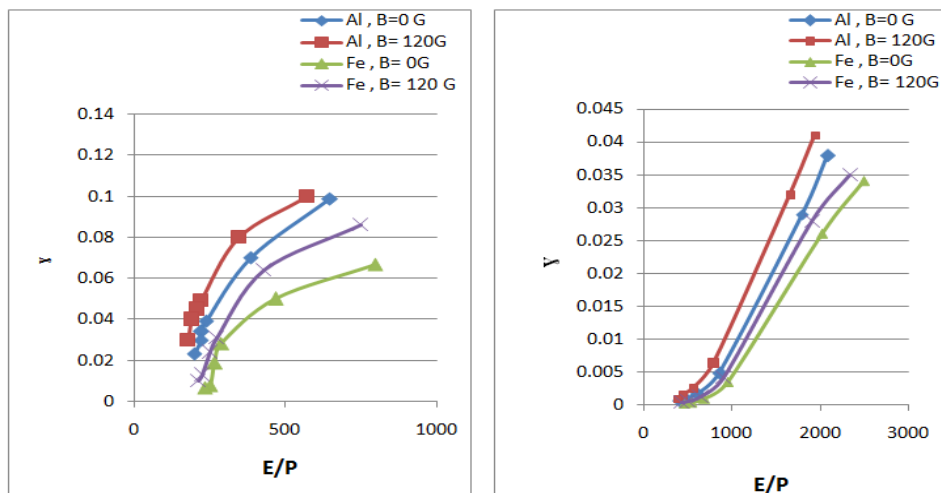 Al , B=0 G
Al , B= 120G
Fe , B= 0G
Fe , B= 120 G
0.14
0.12
0.1
0.08
0.06
0.04
0.02
0
0
500
1000
ɣ
E/P
Al , B=0 G
Al , B= 120G
Fe , B=0G
Fe , B= 120G
0.045
0.04
0.035
0.03
0.025
0.02
0.015
0.01
0.005
0
0
1000
2000
3000
Ɣ
E/P